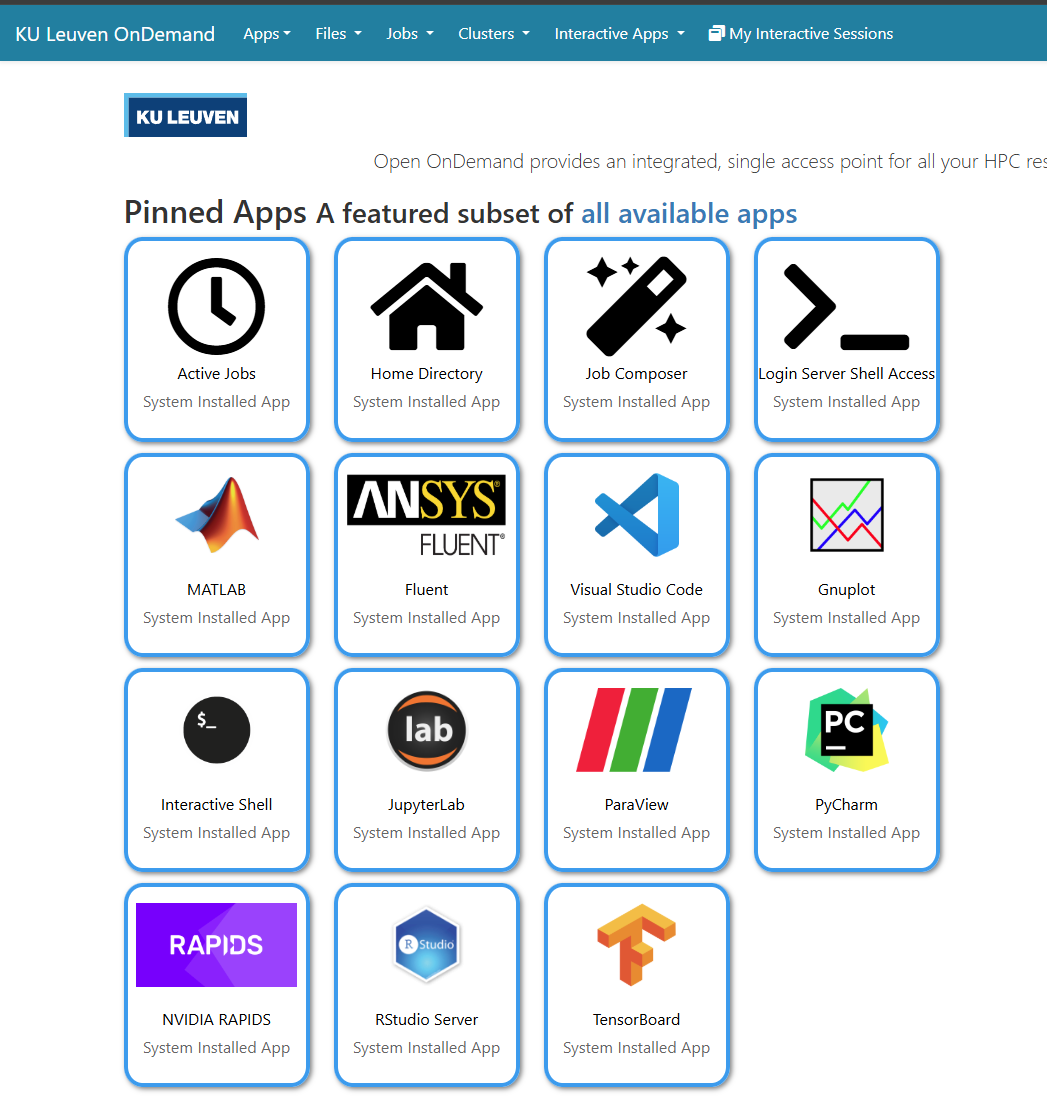 KU Leuven OnDemand Apps Files Jobs Clusters Interactive Apps My Interactive Sessions
KU LEUVEN
Open OnDemand provides an integrated, single access point for all your HPC res
Pinned Apps A featured subset of all available apps
Active Jobs
System Installed App
Home Directory
System Installed App
Job Composer
System Installed App
Login Server Shell Access
System Installed App
MATLAB
System Installed App
ANSYS®
FLUENT®
Fluent
System Installed App
Visual Studio Code
System Installed App
Gnuplot
System Installed App
$_
Interactive Shell
System Installed App
lab
JupyterLab
System Installed App
ParaView
System Installed App
PC
PyCharm
System Installed App
RAPIDS
NVIDIA RAPIDS
System Installed App
R Studio
RStudio Server
System Installed App
TensorBoard
System Installed App